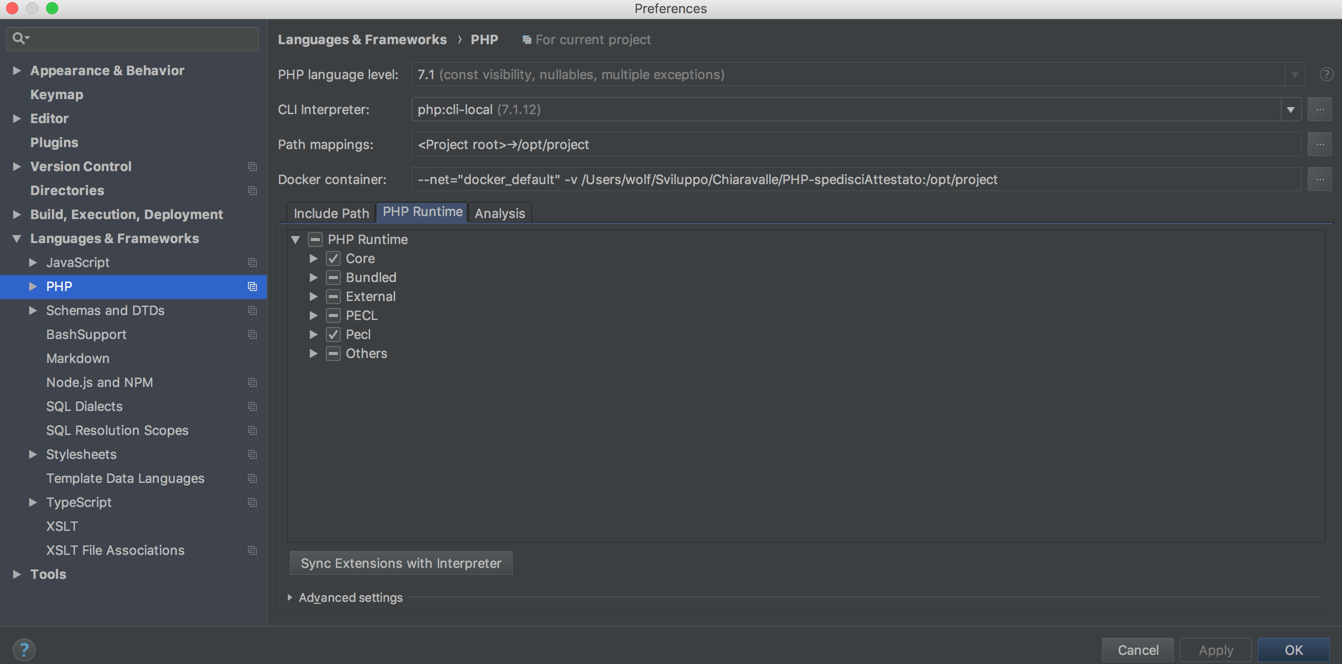 Preferences
Languages & Frameworks › PHP For current project
Appearance & Behavior
Keymap
Editor
Plugins
Version Control
Directories
Build, Execution, Deployment
Languages & Frameworks
JavaScript
PHP
Schemas and DTDs
BashSupport
Markdown
Node.js and NPM
SQL Dialects
SQL Resolution Scopes
Stylesheets
Template Data Languages
TypeScript
XSLT
XSLT File Associations
Tools
PHP language level: 7.1 (const visibility, nullables, multiple exceptions) ?
CLI Interpreter: php:cli-local (7.1.12) ...
Path mappings: <Project root>→/opt/project ...
Docker container: --net="docker_default" -v /Users/wolf/Sviluppo/Chiaravalle/PHP-spedisciAttestato:/opt/project ...
Include Path PHP Runtime Analysis
PHP Runtime
Core
Bundled
External
PECL
Pecl
Others
Sync Extensions with Interpreter
Advanced settings
? Cancel Apply OK